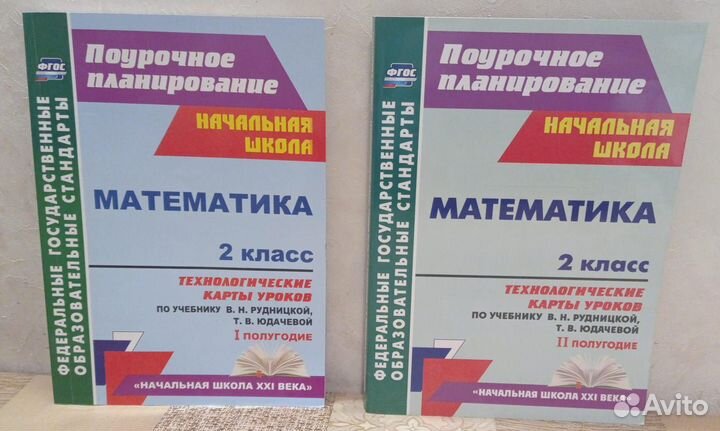 ФЕДЕРАЛЬНЫЕ ГОСУДАРСТВЕННЫЕ
ОБРАЗОВАТЕЛЬНЫЕ СТАНДАРТЫ
ФГОС
Поурочное
планирование
НАЧАЛЬНАЯ
ШКОЛА
МАТЕМАТИКА
2 класс
ТЕХНОЛОГИЧЕСКИЕ
КАРТЫ УРОКОВ
ПО УЧЕБНИКУ В. Н. РУДНИЦКОЙ,
Т. В. ЮДАЧЕВОЙ
I ПОЛУГОДИЕ
«НАЧАЛЬНАЯ ШКОЛА XXI ВЕКА»
ФЕДЕРАЛЬНЫЕ ГОСУДАРСТВЕННЫЕ
ОБРАЗОВАТЕЛЬНЫЕ СТАНДАРТЫ
ФГОС
Поурочное
планирование
НАЧАЛЬНАЯ
ШКОЛА
МАТЕМАТИКА
2 класс
ТЕХНОЛОГИЧЕСКИЕ
КАРТЫ УРОКОВ
ПО УЧЕБНИКУ В. Н. РУДНИЦКОЙ,
Т. В. ЮДАЧЕВОЙ
II ПОЛУГОДИЕ
«НАЧАЛЬНАЯ ШКОЛА XXI ВЕКА»
Avito